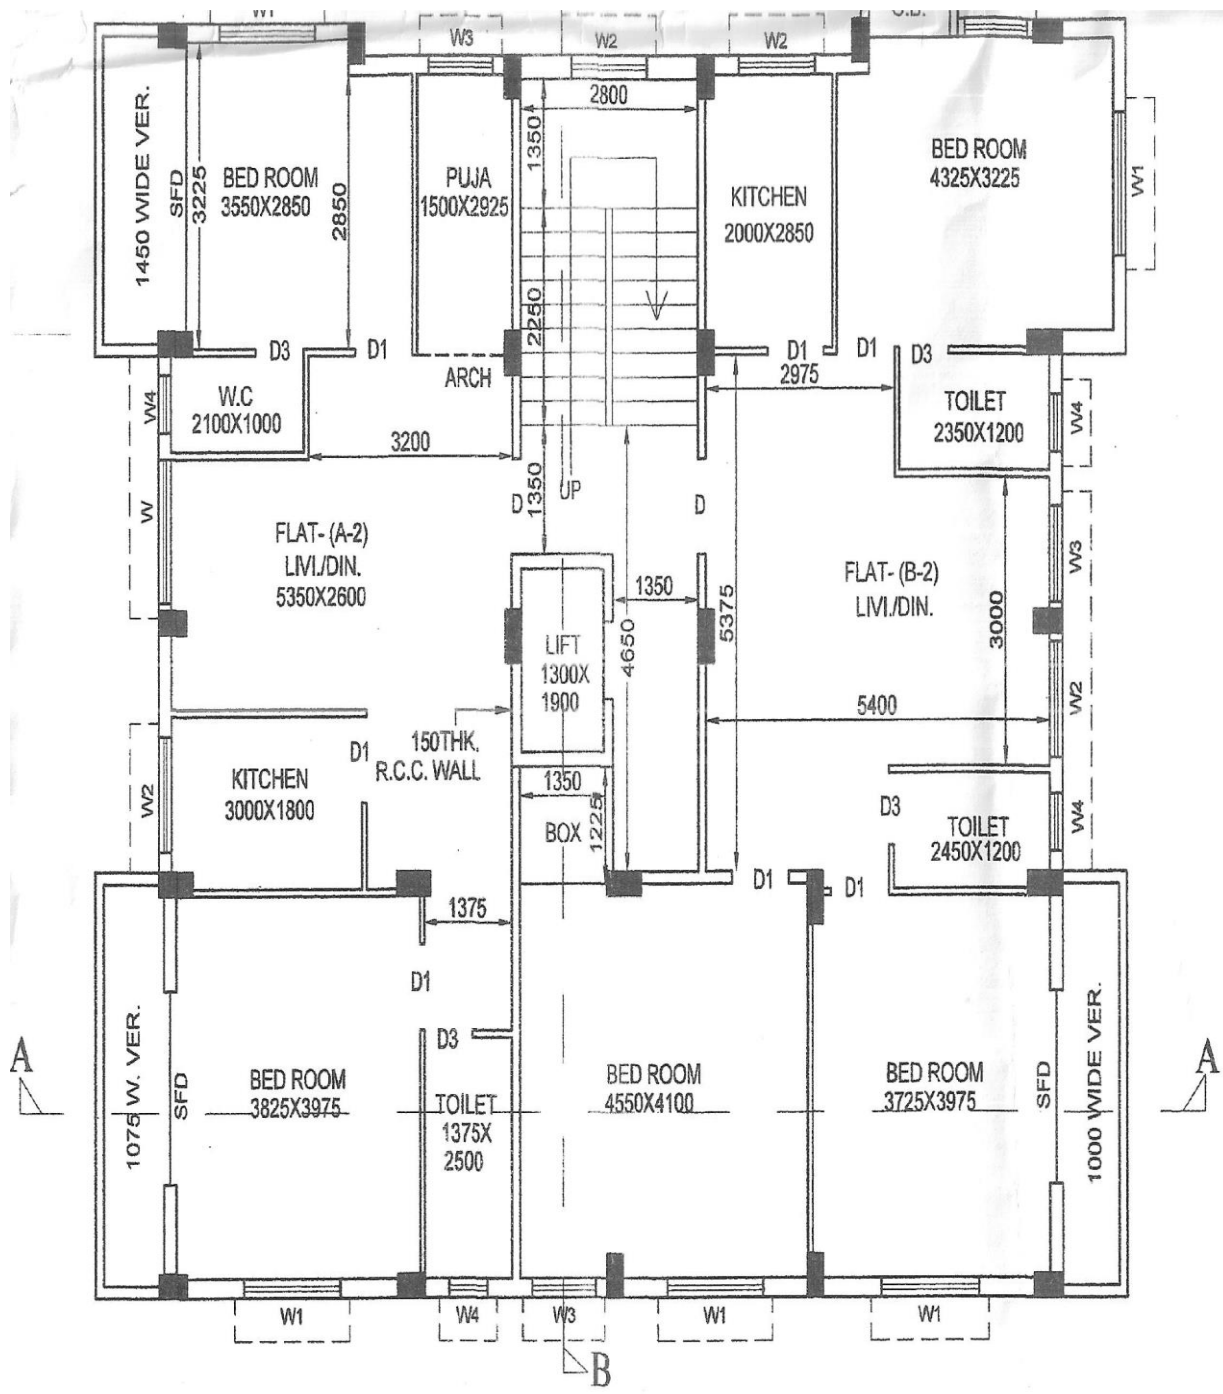 W1
W3
W2
W2
C.B.
2800
1450 WIDE VER.
SFD
3225
BED ROOM
3550X2850
2850
PUJA
1500X2925
1350
KITCHEN
2000X2850
BED ROOM
4325X3225
W1
2250
D3
D1
ARCH
D1
D1
D3
2975
W4
W.C
2100X1000
3200
TOILET
2350X1200
W4
W
1350
D
UP
D
FLAT- (A-2)
LIVI./DIN.
5350X2600
FLAT- (B-2)
LIVI./DIN.
W3
1350
4650
5375
3000
LIFT
1300X
1900
W2
5400
150THK.
R.C.C. WALL
D1
KITCHEN
3000X1800
W2
1350
BOX
1225
D3
TOILET
2450X1200
W4
D1
D1
1375
D1
D3
1075 W. VER.
SFD
BED ROOM
3825X3975
TOILET
1375X
2500
BED ROOM
4550X4100
BED ROOM
3725X3975
SFD
1000 WIDE VER.
A
A
W1
W4
W3
W1
W1
B